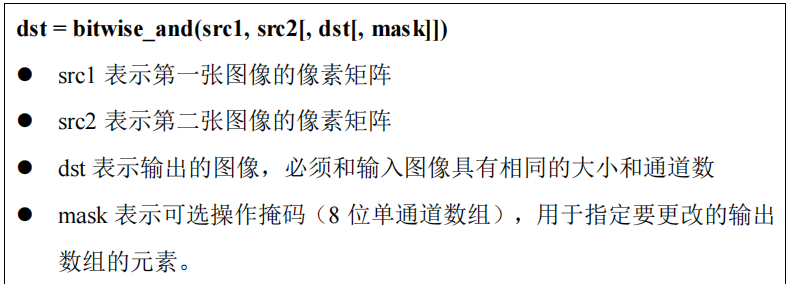 dst = bitwise_and(src1, src2[, dst[, mask]])
● src1 表示第一张图像的像素矩阵
● src2 表示第二张图像的像素矩阵
● dst 表示输出的图像，必须和输入图像具有相同的大小和通道数
● mask 表示可选操作掩码（8 位单通道数组），用于指定要更改的输出
数组的元素。